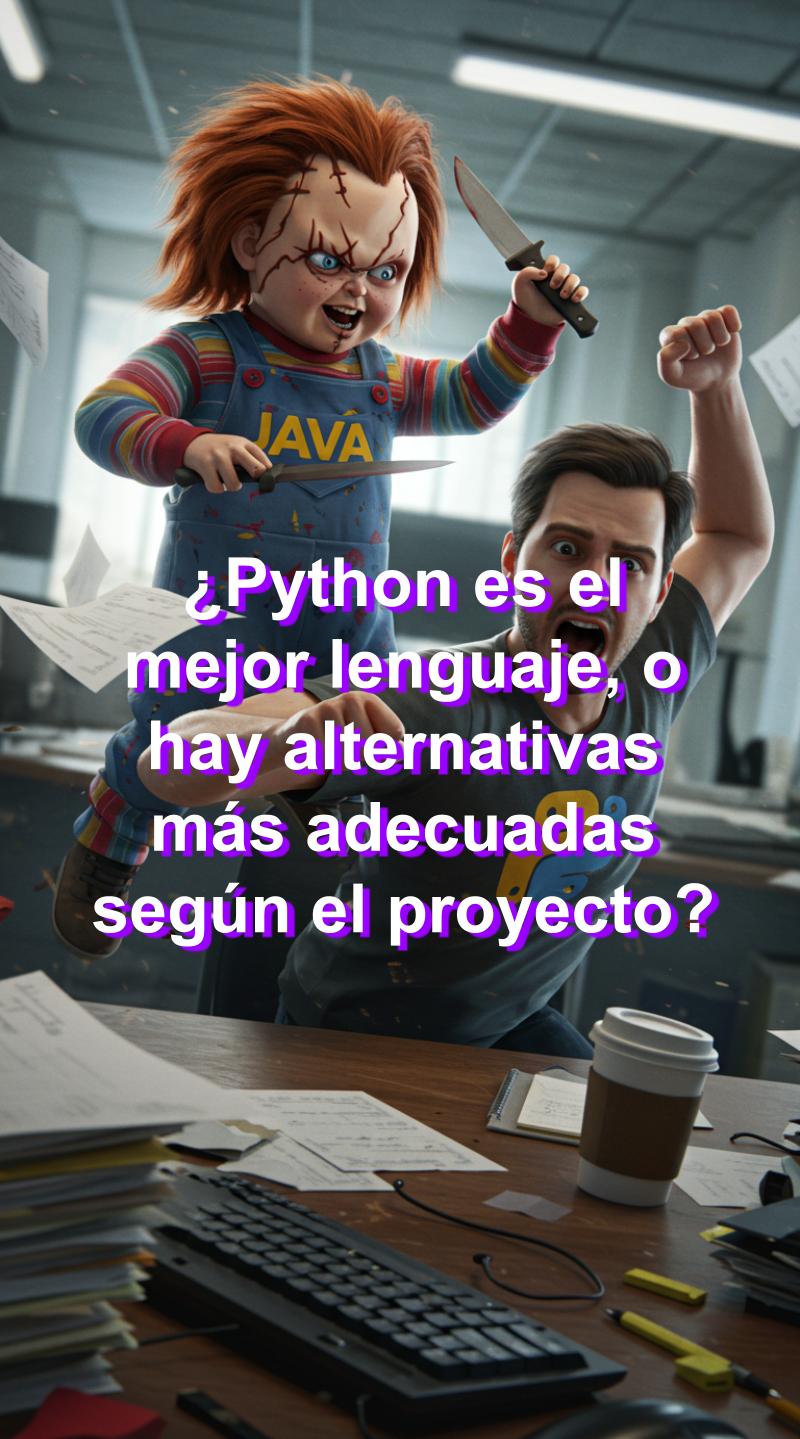 JAVA
¿Python es el
mejor lenguaje, o
hay alternativas
más adecuadas
según el proyecto?